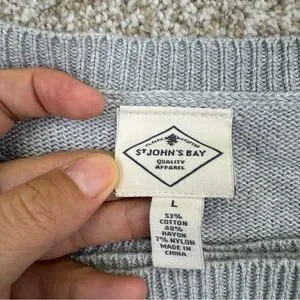 ST JOHN'S BAY
QUALITY
APPAREL
L
53%
COTTON
40%
RAYON
7% NYLON
MADE IN
CHINA